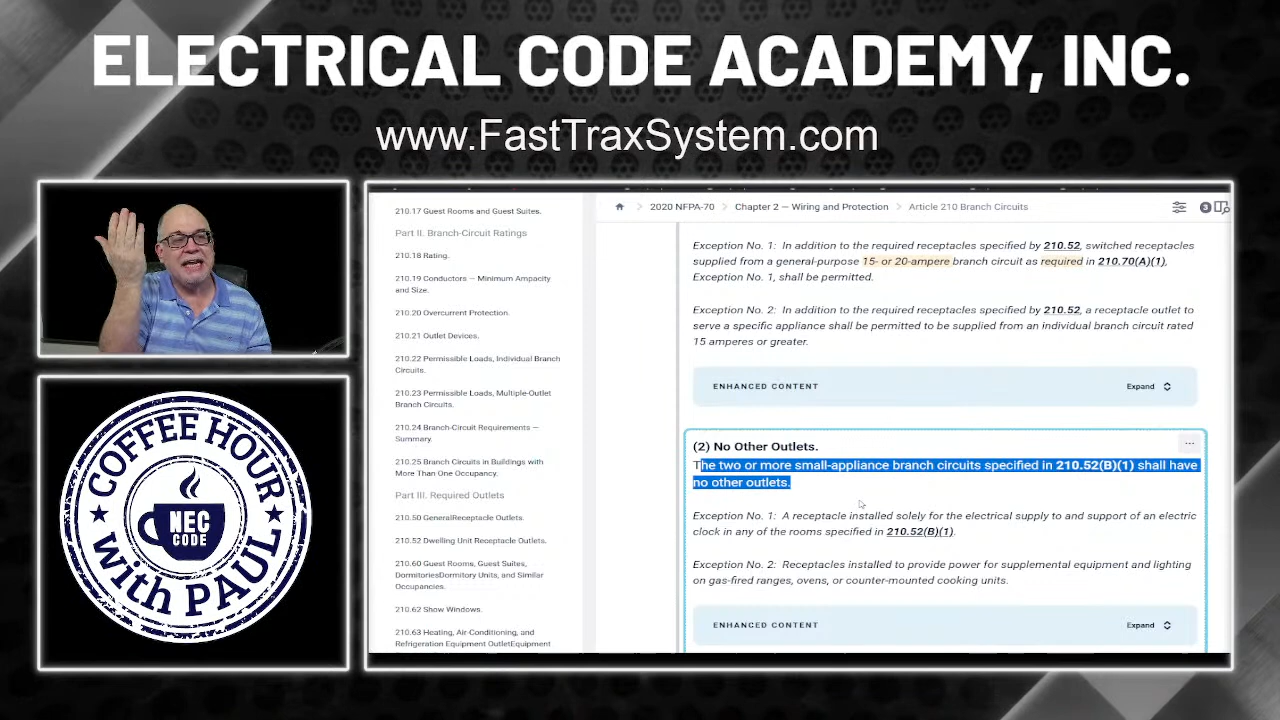 ELECTRICAL CODE ACADEMY, INC.
www.FastTraxSystem.com
COFFEE HOUR
NEC
CODE
with PAUL
210.17 Guest Rooms and Guest Suites.
Part II. Branch-Circuit Ratings
210.18 Rating.
210.19 Conductors — Minimum Ampacity
and Size.
210.20 Overcurrent Protection.
210.21 Outlet Devices.
210.22 Permissible Loads, Individual Branch
Circuits.
210.23 Permissible Loads, Multiple-Outlet
Branch Circuits.
210.24 Branch-Circuit Requirements —
Summary.
210.25 Branch Circuits in Buildings with
More Than One Occupancy.
Part III. Required Outlets
210.50 GeneralReceptacle Outlets.
210.52 Dwelling Unit Receptacle Outlets.
210.60 Guest Rooms, Guest Suites,
DormitoriesDormitory Units, and Similar
Occupancies.
210.62 Show Windows.
210.63 Heating, Air-Conditioning, and
Refrigeration Equipment OutletEquipment
2020 NFPA-70 > Chapter 2 — Wiring and Protection > Article 210 Branch Circuits
3
Exception No. 1: In addition to the required receptacles specified by 210.52, switched receptacles
supplied from a general-purpose 15- or 20-ampere branch circuit as required in 210.70(A)(1),
Exception No. 1, shall be permitted.
Exception No. 2: In addition to the required receptacles specified by 210.52, a receptacle outlet to
serve a specific appliance shall be permitted to be supplied from an individual branch circuit rated
15 amperes or greater.
ENHANCED CONTENT Expand
(2) No Other Outlets.
The two or more small-appliance branch circuits specified in 210.52(B)(1) shall have
no other outlets.
Exception No. 1: A receptacle installed solely for the electrical supply to and support of an electric
clock in any of the rooms specified in 210.52(B)(1).
Exception No. 2: Receptacles installed to provide power for supplemental equipment and lighting
on gas-fired ranges, ovens, or counter-mounted cooking units.
ENHANCED CONTENT Expand